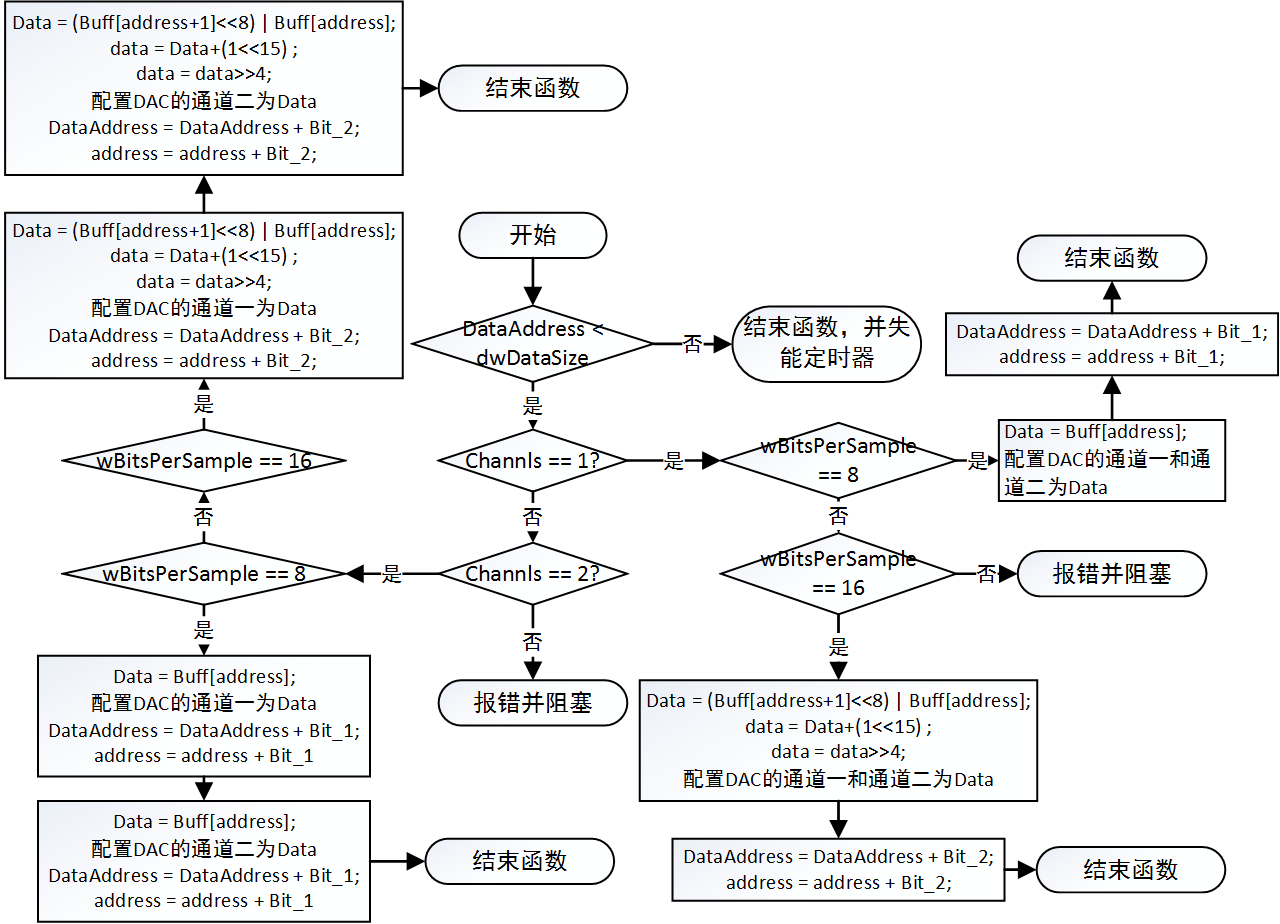 Data = (Buff[address+1]<<8) | Buff[address];
data = Data+(1<<15) ;
data = data>>4;
配置DAC的通道二为Data
DataAddress = DataAddress + Bit_2;
address = address + Bit_2;
结束函数
Data = (Buff[address+1]<<8) | Buff[address];
data = Data+(1<<15) ;
data = data>>4;
配置DAC的通道一为Data
DataAddress = DataAddress + Bit_2;
address = address + Bit_2;
开始
结束函数
DataAddress <
dwDataSize
否
结束函数，并失
能定时器
DataAddress = DataAddress + Bit_1;
address = address + Bit_1;
是
是
wBitsPerSample == 16
Channls == 1?
是
wBitsPerSample
== 8
是
Data = Buff[address];
配置DAC的通道一和通
道二为Data
否
否
否
wBitsPerSample == 8
是
Channls == 2?
wBitsPerSample
== 16
否
报错并阻塞
是
否
是
Data = Buff[address];
配置DAC的通道一为Data
DataAddress = DataAddress + Bit_1;
address = address + Bit_1
报错并阻塞
Data = (Buff[address+1]<<8) | Buff[address];
data = Data+(1<<15) ;
data = data>>4;
配置DAC的通道一和通道二为Data
Data = Buff[address];
配置DAC的通道二为Data
DataAddress = DataAddress + Bit_1;
address = address + Bit_1
结束函数
DataAddress = DataAddress + Bit_2;
address = address + Bit_2;
结束函数